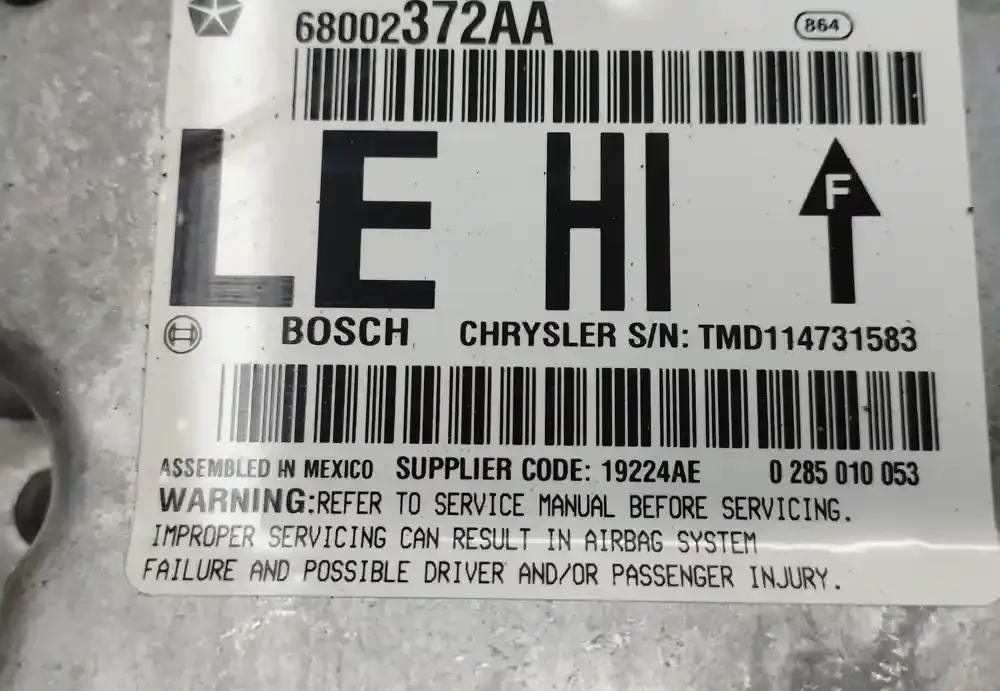 68002372AA 864
LE HI F
BOSCH CHRYSLER S/N: TMD114731583
ASSEMBLED IN MEXICO SUPPLIER CODE: 19224AE 0 285 010 053
WARNING:REFER TO SERVICE MANUAL BEFORE SERVICING.
IMPROPER SERVICING CAN RESULT IN AIRBAG SYSTEM
FAILURE AND POSSIBLE DRIVER AND/OR PASSENGER INJURY.